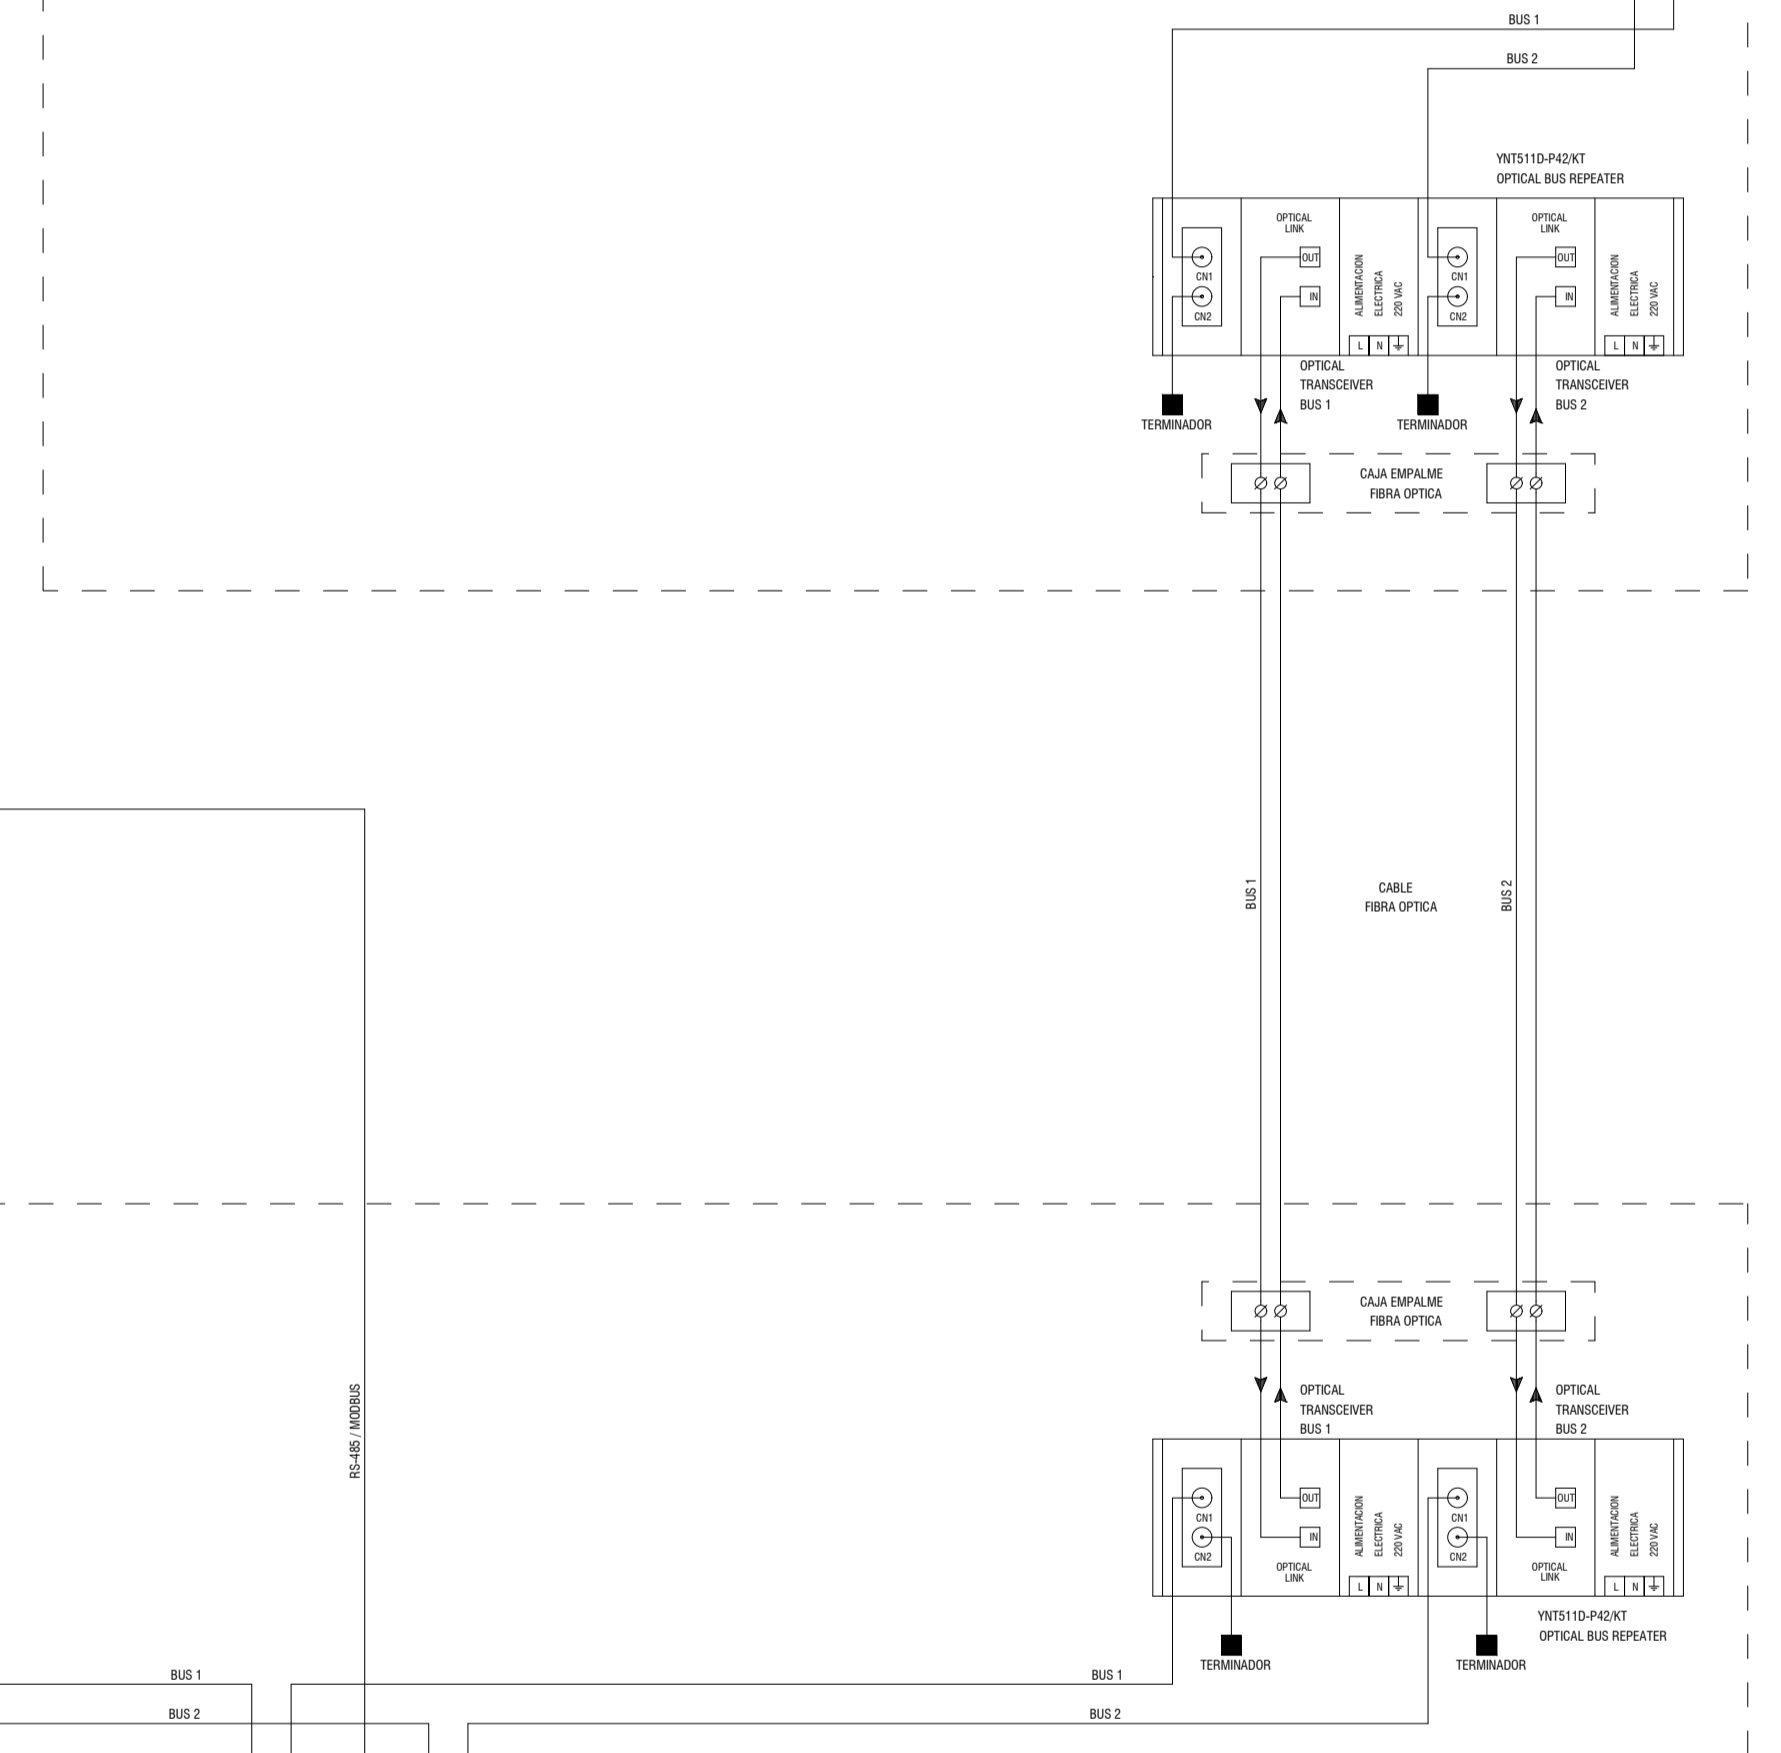 BUS 1
BUS 2
YNT511D-P42/KT
OPTICAL BUS REPEATER
OPTICAL
LINK
OUT
IN
CN1
CN2
ALIMENTACION
ELECTRICA
220 VAC
L N
OPTICAL
TRANSCEIVER
BUS 1
TERMINADOR
OPTICAL
LINK
OUT
IN
CN1
CN2
ALIMENTACION
ELECTRICA
220 VAC
L N
OPTICAL
TRANSCEIVER
BUS 2
TERMINADOR
CAJA EMPALME
FIBRA OPTICA
BUS 1
CABLE
FIBRA OPTICA
BUS 2
CAJA EMPALME
FIBRA OPTICA
RS-485 / MODBUS
OPTICAL
TRANSCEIVER
BUS 1
OPTICAL
TRANSCEIVER
BUS 2
CN1
CN2
OUT
IN
OPTICAL
LINK
ALIMENTACION
ELECTRICA
220 VAC
L N
CN1
CN2
OUT
IN
OPTICAL
LINK
ALIMENTACION
ELECTRICA
220 VAC
L N
YNT511D-P42/KT
OPTICAL BUS REPEATER
TERMINADOR
TERMINADOR
BUS 1
BUS 1
BUS 2
BUS 2